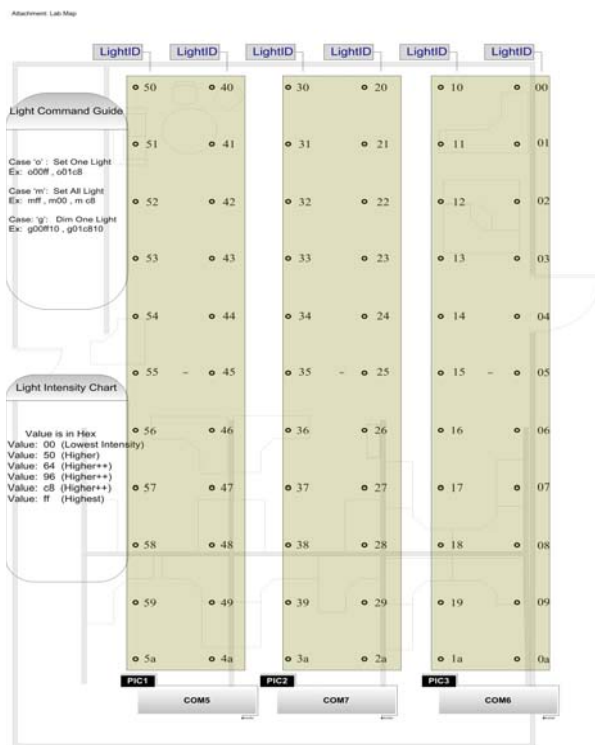 Attachment: Lab Map
LightID LightID LightID LightID LightID LightID
50 40 30 20 10 00
Light Command Guide
51 41 31 21 11 01
Case 'o' : Set One Light
Ex: o00ff , o01c8
Case 'm': Set All Light
Ex: mff , m00 , m c8
Case: 'g': Dim One Light
Ex: g00ff10 , g01c810
52 42 32 22 12 02
53 43 33 23 13 03
54 44 34 24 14 04
55 - 45 35 - 25 15 - 05
Light Intensity Chart
Value is in Hex
Value: 00 (Lowest Intensity)
Value: 50 (Higher)
Value: 64 (Higher++)
Value: 96 (Higher++)
Value: c8 (Higher++)
Value: ff (Highest)
56 46 36 26 16 06
57 47 37 27 17 07
58 48 38 28 18 08
59 49 39 29 19 09
5a 4a 3a 2a 1a 0a
PIC1 PIC2 PIC3
COM5 COM7 COM6